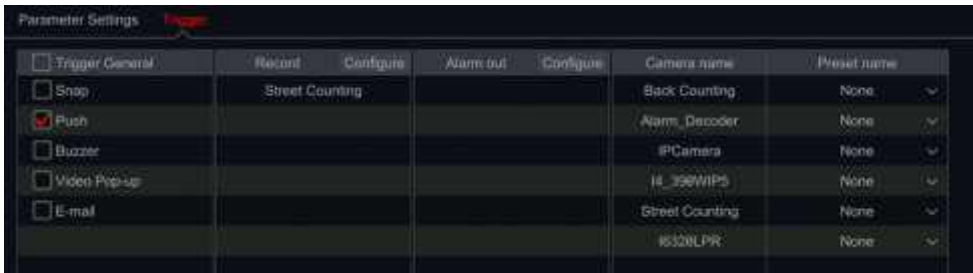 Parameter Settings Trigger
Trigger General Record Configure Alarm out Configure Camera name Preset name
Snap Street Counting Back Counting None
Push Alarm_Decoder None
Buzzer IPCamera None
Video Pop-up None
E-mail Street Counting None
None